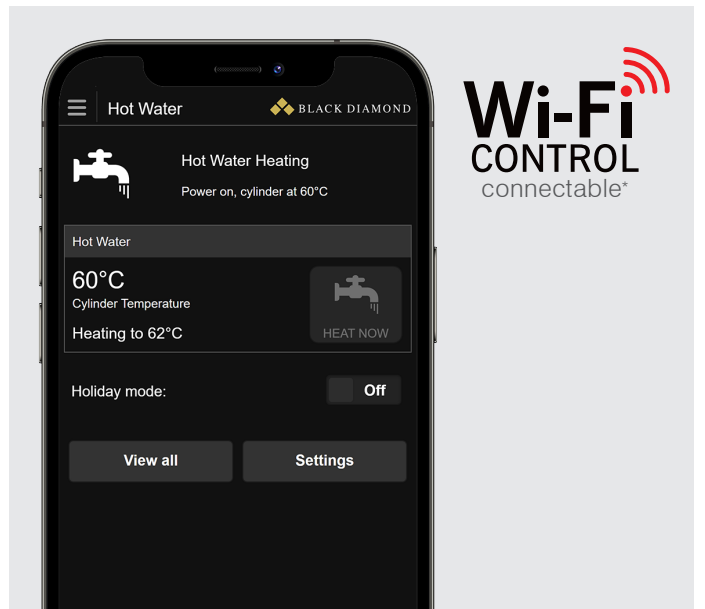 Hot Water
BLACK DIAMOND
Hot Water Heating
Power on, cylinder at 60°C
Hot Water
60°C
Cylinder Temperature
Heating to 62°C
HEAT NOW
Holiday mode:
Off
View all
Settings
Wi-Fi
CONTROL
connectable*